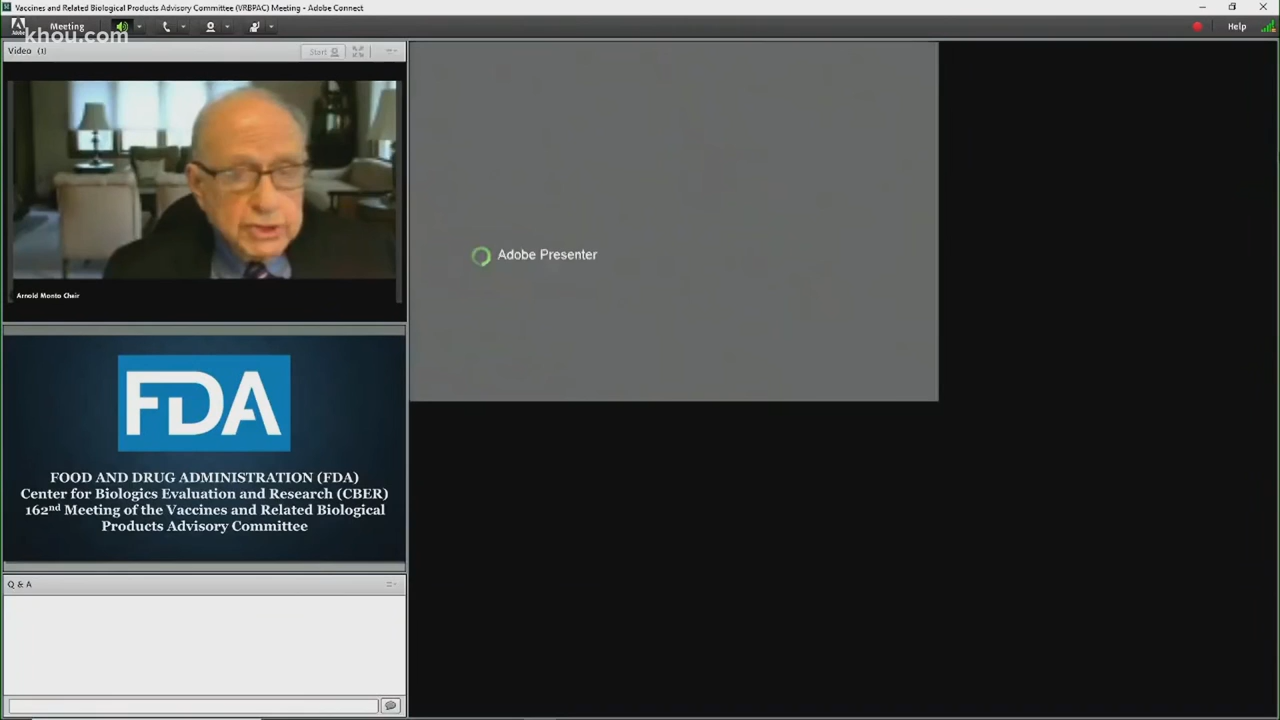 Vaccines and Related Biological Products Advisory Committee (VRBPAC) Meeting - Adobe Connect
Meeting
Help
khou.com
Video (1)
Start
Arnold Monto Chair
Adobe Presenter
FDA
FOOD AND DRUG ADMINISTRATION (FDA)
Center for Biologics Evaluation and Research (CBER)
162nd Meeting of the Vaccines and Related Biological
Products Advisory Committee
Q & A